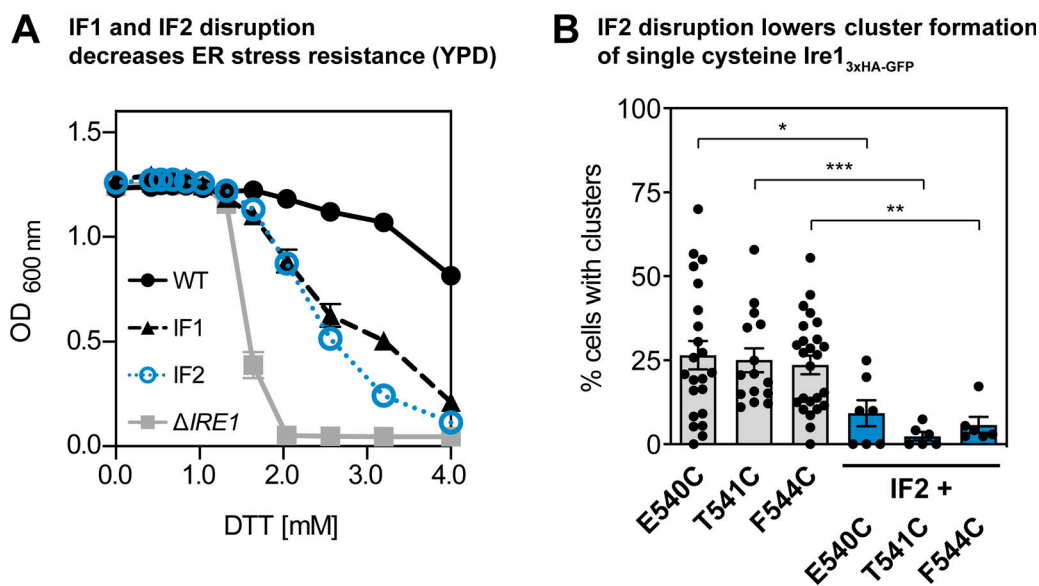 A IF1 and IF2 disruption
decreases ER stress resistance (YPD)
1.5
1.0
0.5
0.0
OD 600 nm
WT
IF1
IF2
ΔIRE1
0.0 1.0 2.0 3.0 4.0
DTT [mM]
B IF2 disruption lowers cluster formation
of single cysteine Ire1 3xHA-GFP
100
75
50
25
0
% cells with clusters
*
***
**
E540C T541C F544C
IF2 +
E540C T541C F544C